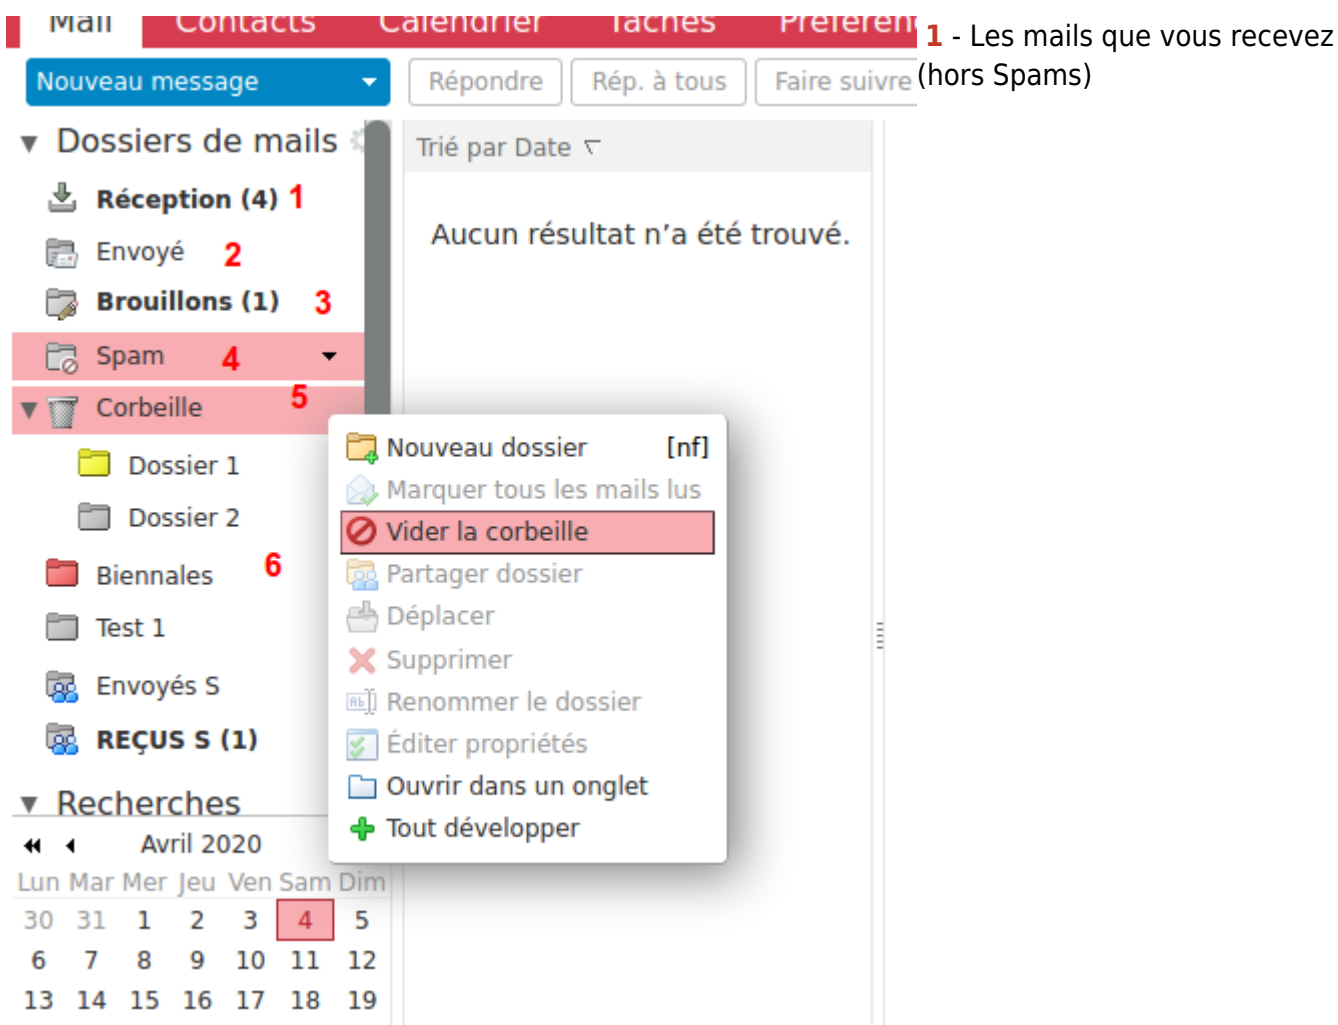 Mail Contacts Calendrier Tâches Préféren
1 - Les mails que vous recevez
(hors Spams)
Nouveau message Répondre Rép. à tous Faire suivre
Dossiers de mails
Trié par Date
Réception (4) 1
Aucun résultat n’a été trouvé.
Envoyé 2
Brouillons (1) 3
Spam 4
Corbeille 5
Dossier 1
Dossier 2
Biennales 6
Test 1
Envoyés S
REÇUS S (1)
Nouveau dossier [nf]
Marquer tous les mails lus
Vider la corbeille
Partager dossier
Déplacer
Supprimer
Renommer le dossier
Éditer propriétés
Ouvrir dans un onglet
Tout développer
Recherches
Avril 2020
Lun Mar Mer Jeu Ven Sam Dim
30 31 1 2 3 4 5
6 7 8 9 10 11 12
13 14 15 16 17 18 19